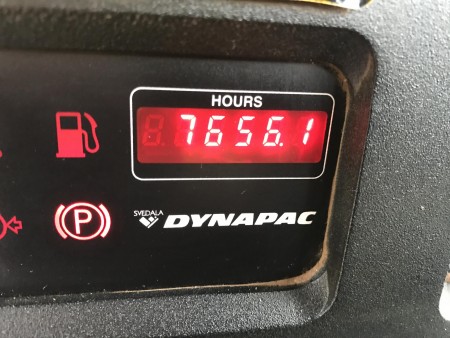 HOURS
7656.1
P
SVEDALA
DYNAPAC